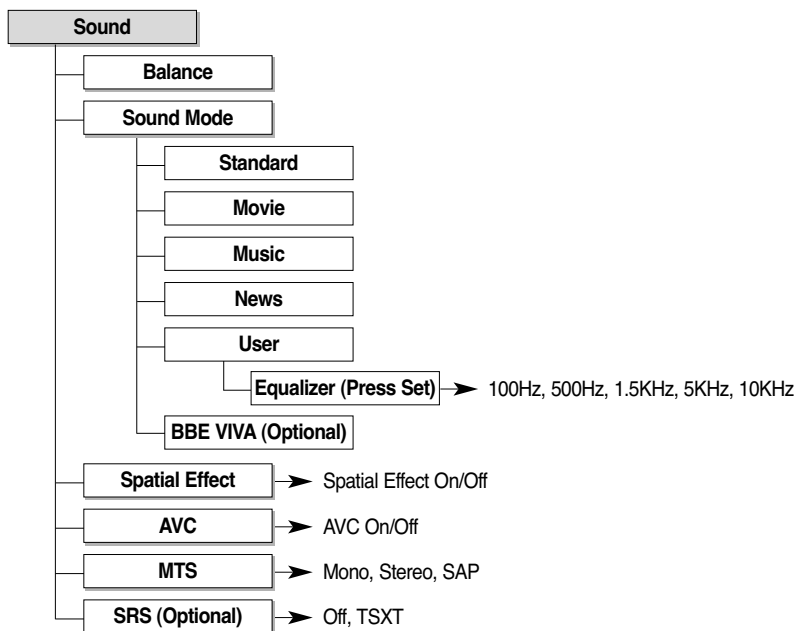 Sound
Balance
Sound Mode
Standard
Movie
Music
News
User
Equalizer (Press Set) 100Hz, 500Hz, 1.5KHz, 5KHz, 10KHz
BBE VIVA (Optional)
Spatial Effect Spatial Effect On/Off
AVC AVC On/Off
MTS Mono, Stereo, SAP
SRS (Optional) Off, TSXT